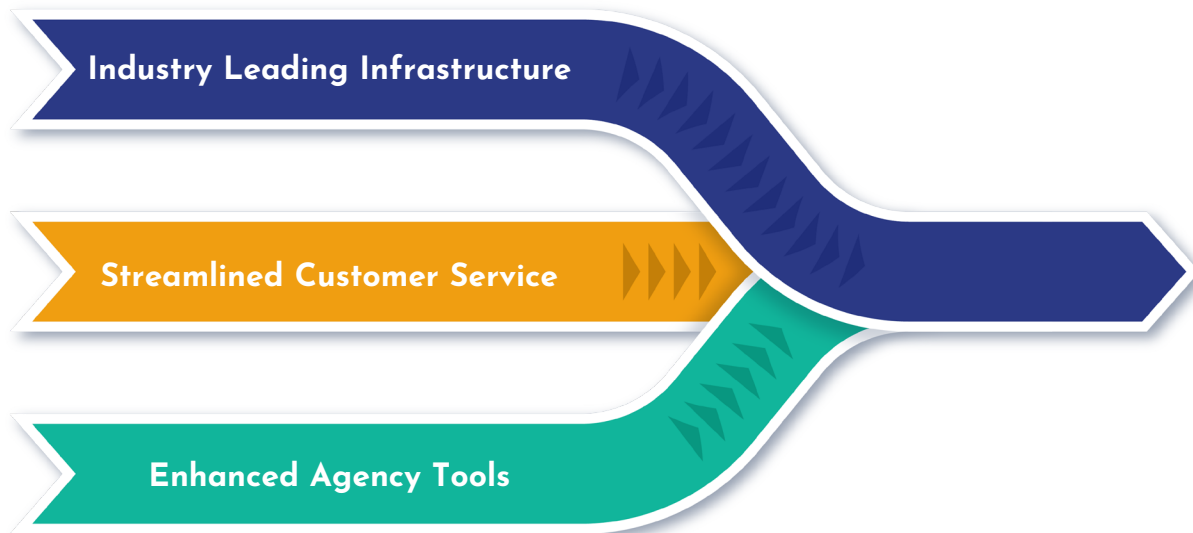 Industry Leading Infrastructure
Streamlined Customer Service
Enhanced Agency Tools